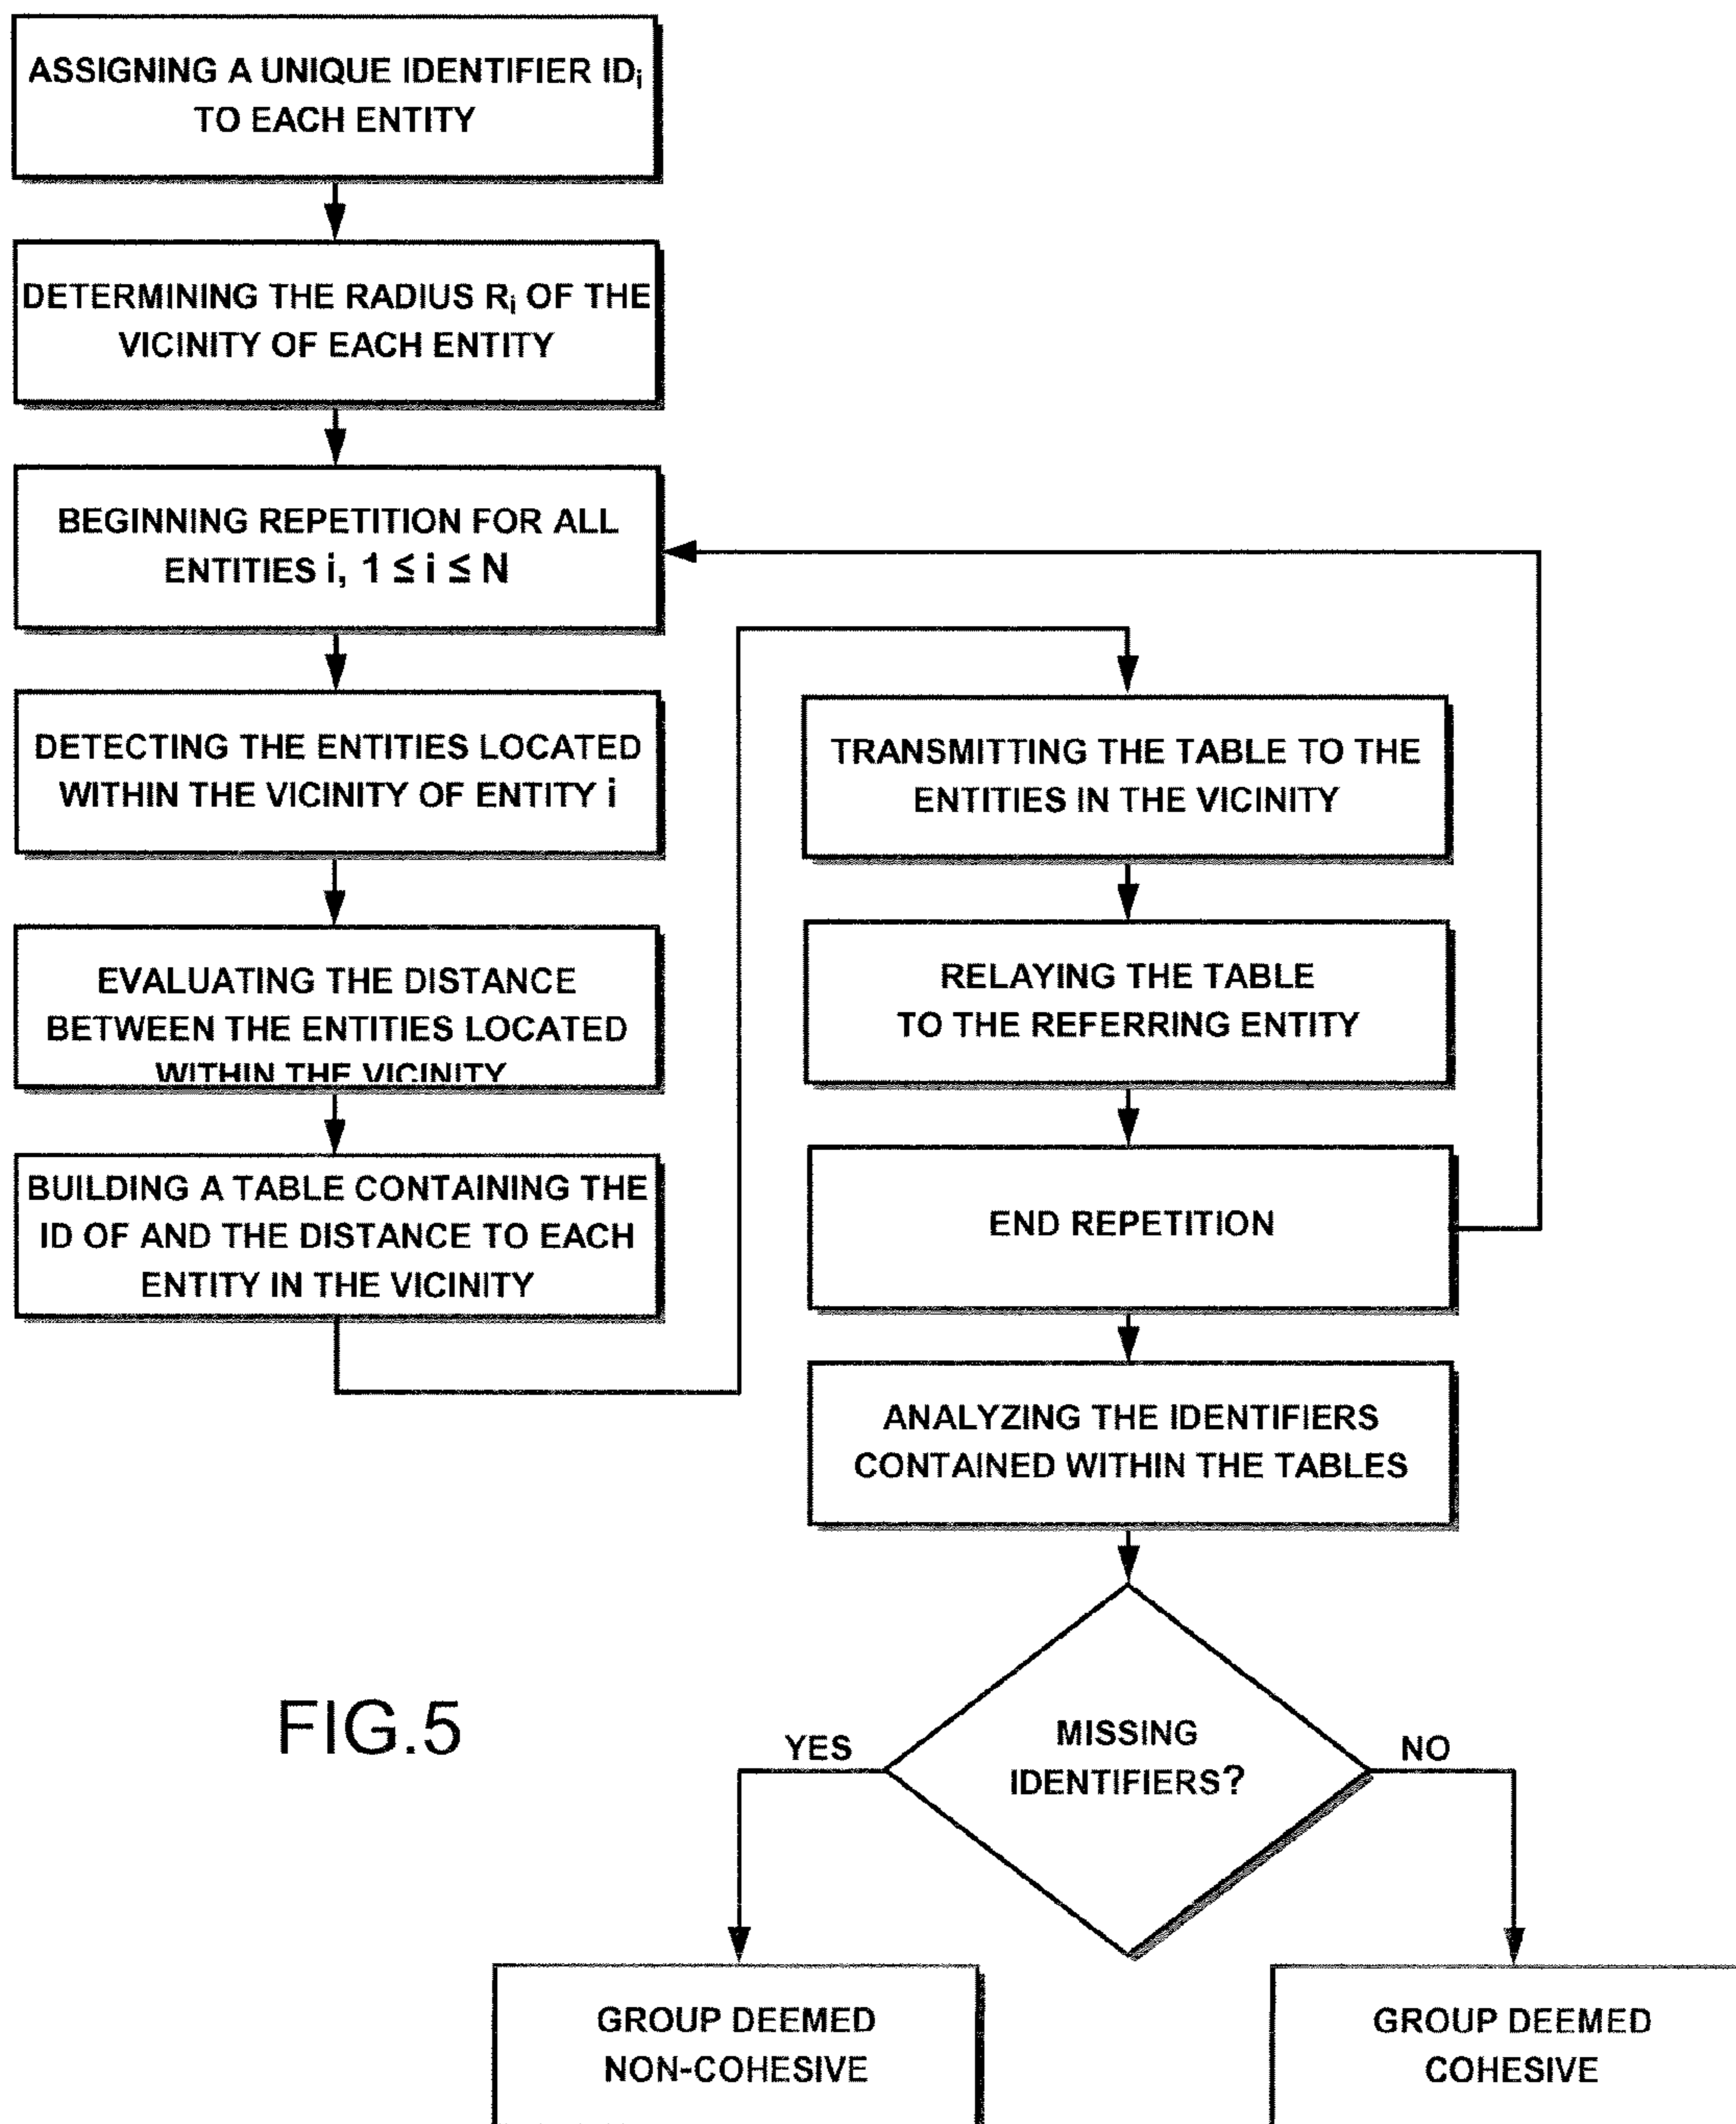 ASSIGNING A UNIQUE IDENTIFIER IDi
TO EACH ENTITY
DETERMINING THE RADIUS Ri OF THE
VICINITY OF EACH ENTITY
BEGINNING REPETITION FOR ALL
ENTITIES i, 1 ≤ i ≤ N
DETECTING THE ENTITIES LOCATED
WITHIN THE VICINITY OF ENTITY i
EVALUATING THE DISTANCE
BETWEEN THE ENTITIES LOCATED
WITHIN THE VICINITY
BUILDING A TABLE CONTAINING THE
ID OF AND THE DISTANCE TO EACH
ENTITY IN THE VICINITY
TRANSMITTING THE TABLE TO THE
ENTITIES IN THE VICINITY
RELAYING THE TABLE
TO THE REFERRING ENTITY
END REPETITION
ANALYZING THE IDENTIFIERS
CONTAINED WITHIN THE TABLES
MISSING
IDENTIFIERS?
YES
NO
GROUP DEEMED
NON-COHESIVE
GROUP DEEMED
COHESIVE
FIG.5